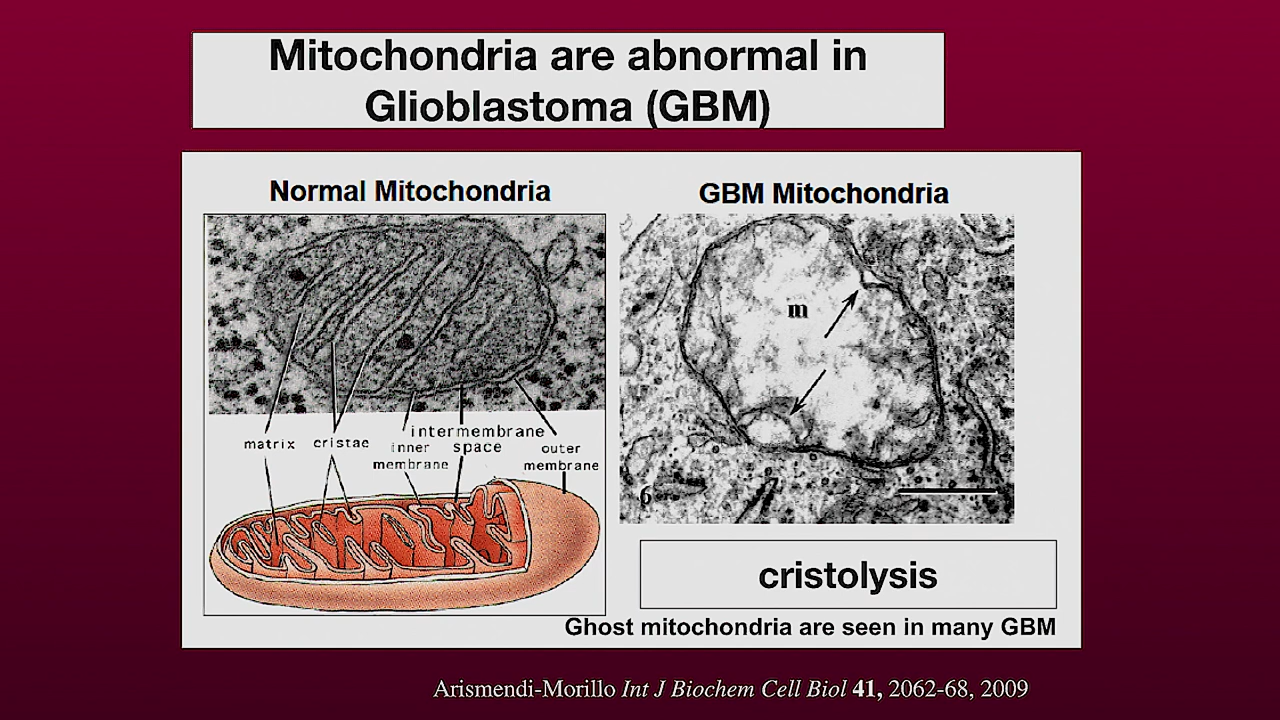 Mitochondria are abnormal in
Glioblastoma (GBM)
Normal Mitochondria
GBM Mitochondria
m
6
matrix
cristae
intermembrane
space
inner
membrane
outer
membrane
cristolysis
Ghost mitochondria are seen in many GBM
Arismendi-Morillo Int J Biochem Cell Biol 41, 2062-68, 2009